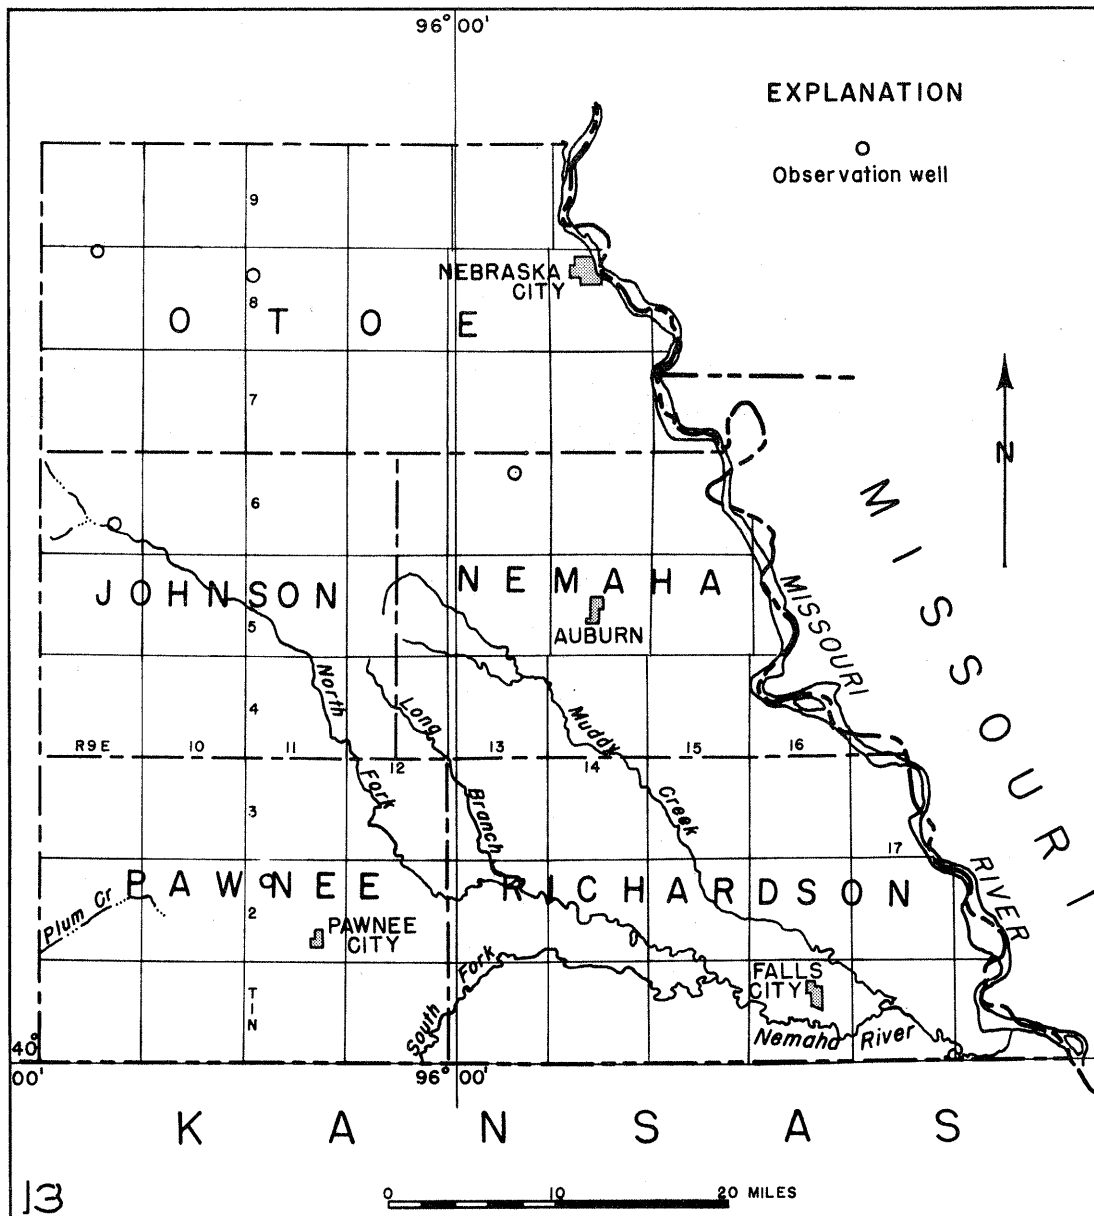 96° 00'
EXPLANATION
Observation well
9
NEBRASKA
CITY
8
O T O E
7
N
6
MISSOURI
JOHNSON
NEMAHA
5
AUBURN
MISSOURI
North
Long
4
Muddy
R9E 10 11 12 13 14 15 16
Fork
3
Branch
Creek
17
RIVER
PAWNEE
RICHARDSON
Plum Cr
2
PAWNEE
CITY
South Fork
FALLS
CITY
T1N
Nemaha River
40°
00'
96° 00'
KANSAS
13
0 10 20 MILES